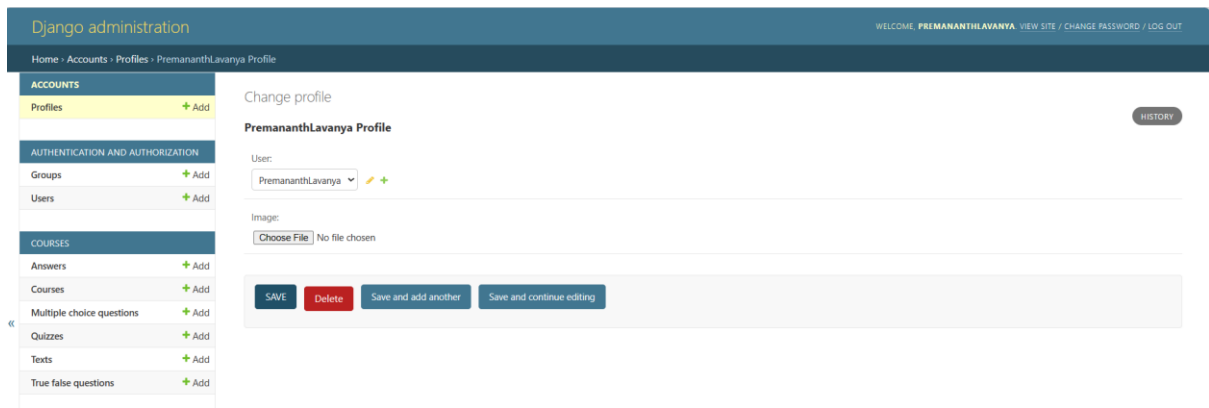 Django administration
WELCOME, PREMANANTHLAVANYA. VIEW SITE / CHANGE PASSWORD / LOG OUT
Home › Accounts › Profiles › PremananthLavanya Profile
ACCOUNTS
Profiles + Add
AUTHENTICATION AND AUTHORIZATION
Groups + Add
Users + Add
COURSES
Answers + Add
Courses + Add
Multiple choice questions + Add
Quizzes + Add
Texts + Add
True false questions + Add
«
Change profile
HISTORY
PremananthLavanya Profile
User:
PremananthLavanya
Image:
Choose File No file chosen
SAVE Delete Save and add another Save and continue editing